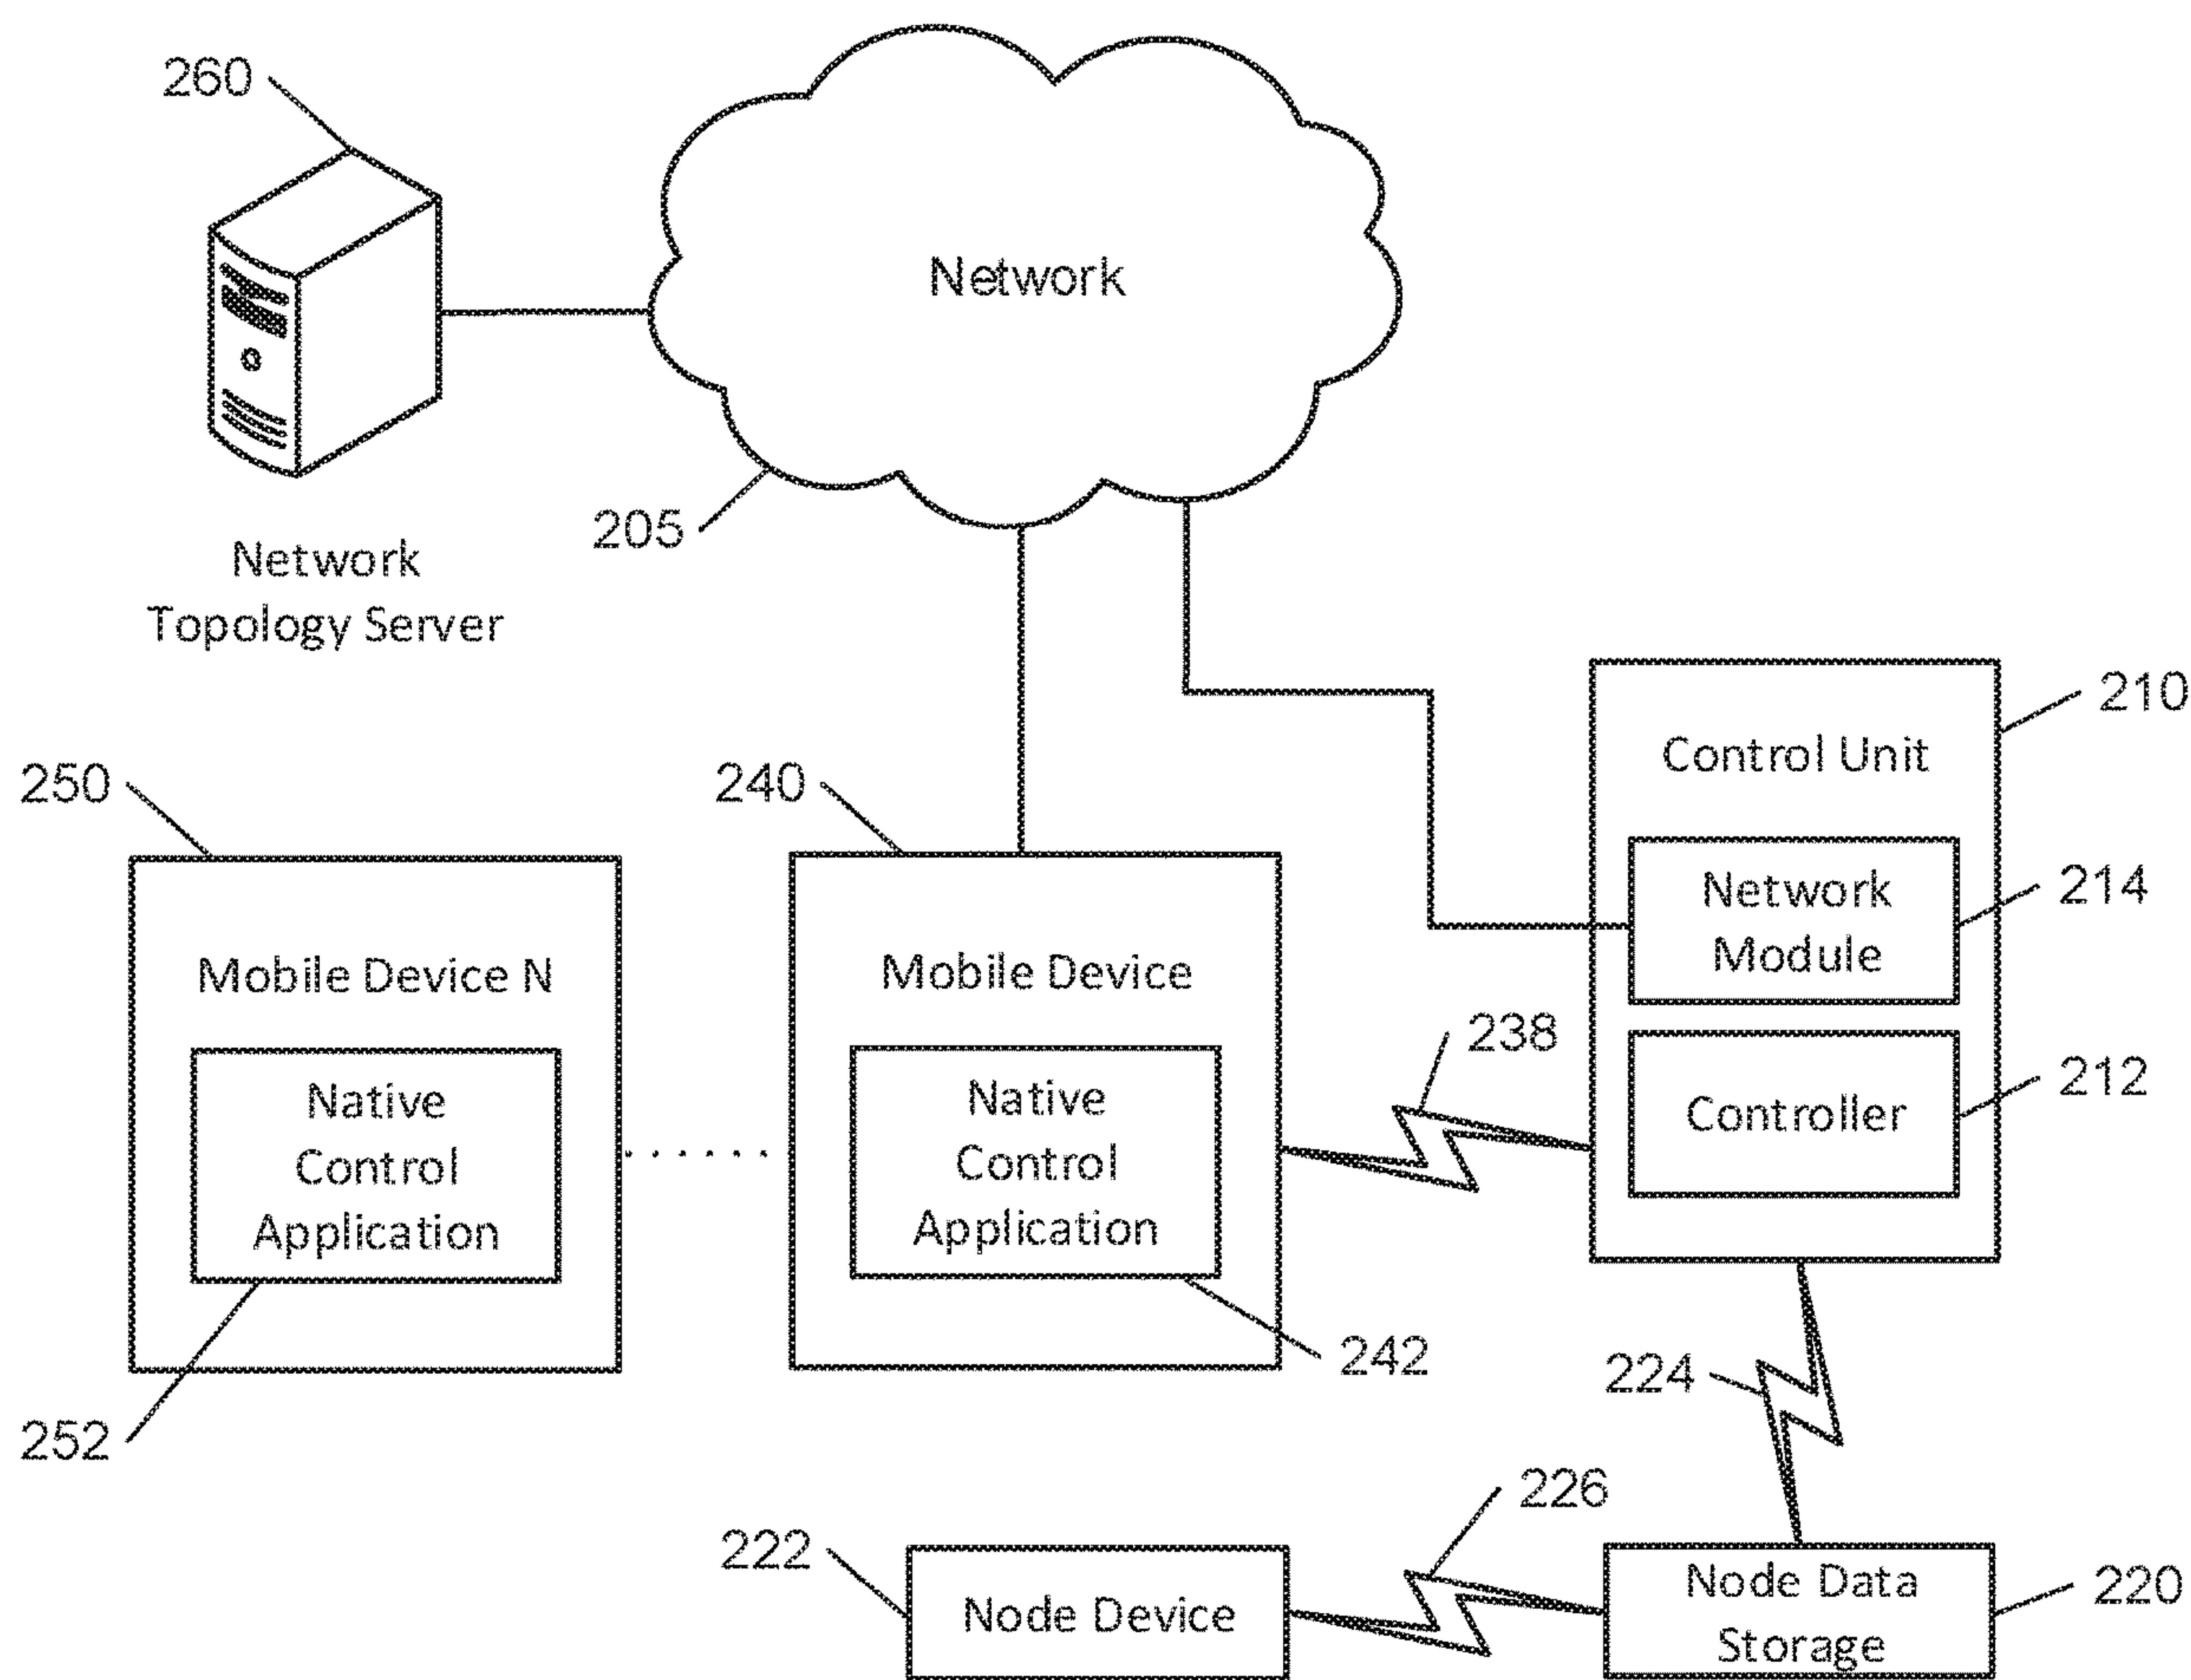 260
Network
205
Network
Topology Server
210
Control Unit
250
240
Network
Module
214
Mobile Device N
Mobile Device
238
Native
Control
Application
Native
Control
Application
Controller
212
242
224
252
226
222
Node Device
Node Data
Storage
220